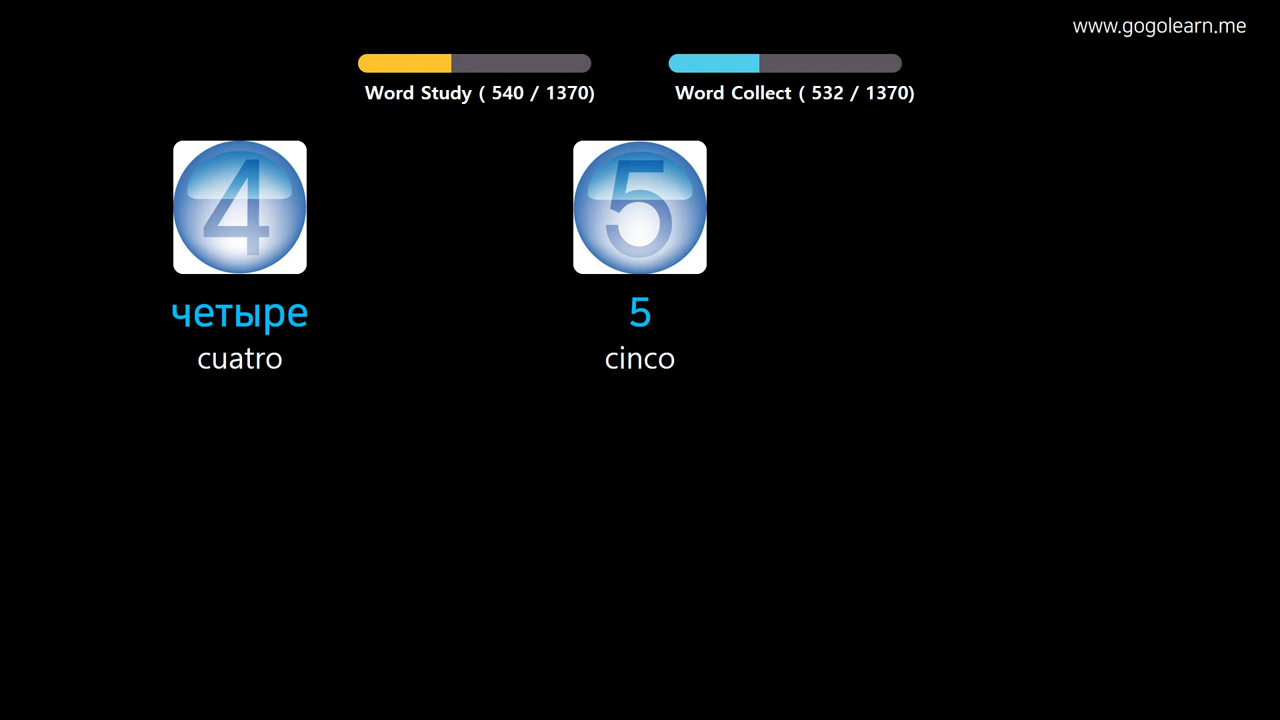 www.gogolearn.me
Word Study ( 540 / 1370)
Word Collect ( 532 / 1370)
4
5
четыре
5
cuatro
cinco